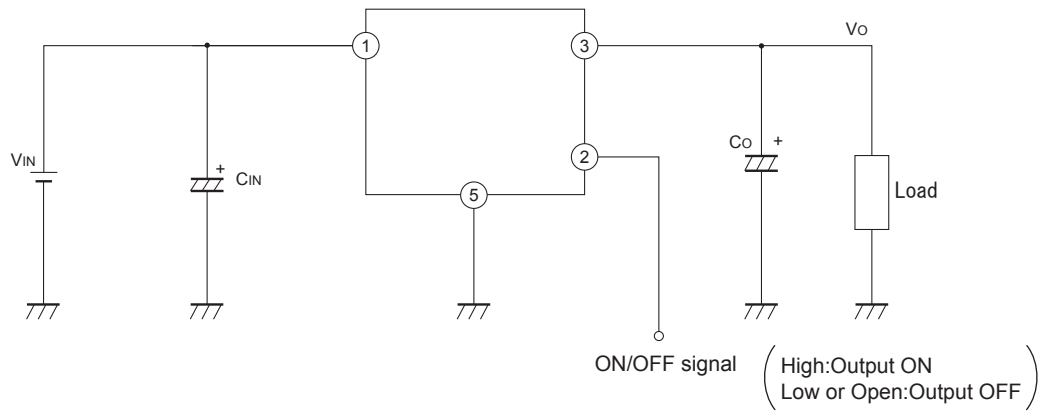 Vo
1
3
Co +
2
VIN
+
CIN
5
Load
ON/OFF signal
High:Output ON
Low or Open:Output OFF